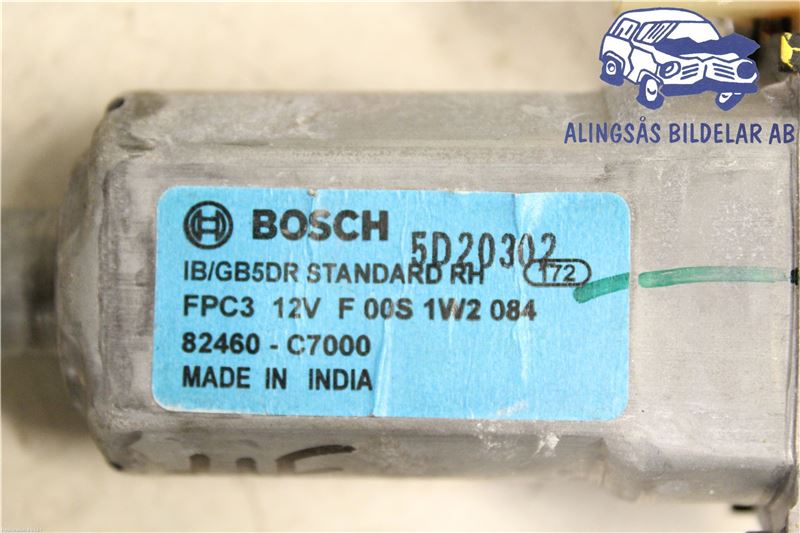 ALINGSÅS BILDELAR AB
BOSCH
5D20302
IB/GB5DR STANDARD RH 172
FPC3 12V F 00S 1W2 084
82460 - C7000
MADE IN INDIA